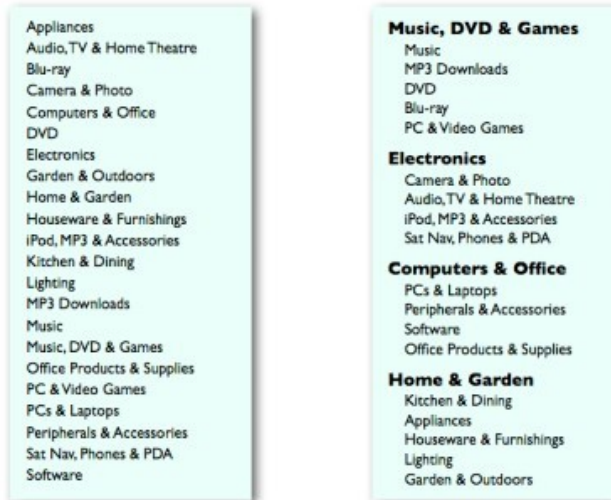 Appliances
Audio, TV & Home Theatre
Blu-ray
Camera & Photo
Computers & Office
DVD
Electronics
Garden & Outdoors
Home & Garden
Houseware & Furnishings
iPod, MP3 & Accessories
Kitchen & Dining
Lighting
MP3 Downloads
Music
Music, DVD & Games
Office Products & Supplies
PC & Video Games
PCs & Laptops
Peripherals & Accessories
Sat Nav, Phones & PDA
Software
Music, DVD & Games
Music
MP3 Downloads
DVD
Blu-ray
PC & Video Games
Electronics
Camera & Photo
Audio, TV & Home Theatre
iPod, MP3 & Accessories
Sat Nav, Phones & PDA
Computers & Office
PCs & Laptops
Peripherals & Accessories
Software
Office Products & Supplies
Home & Garden
Kitchen & Dining
Appliances
Houseware & Furnishings
Lighting
Garden & Outdoors